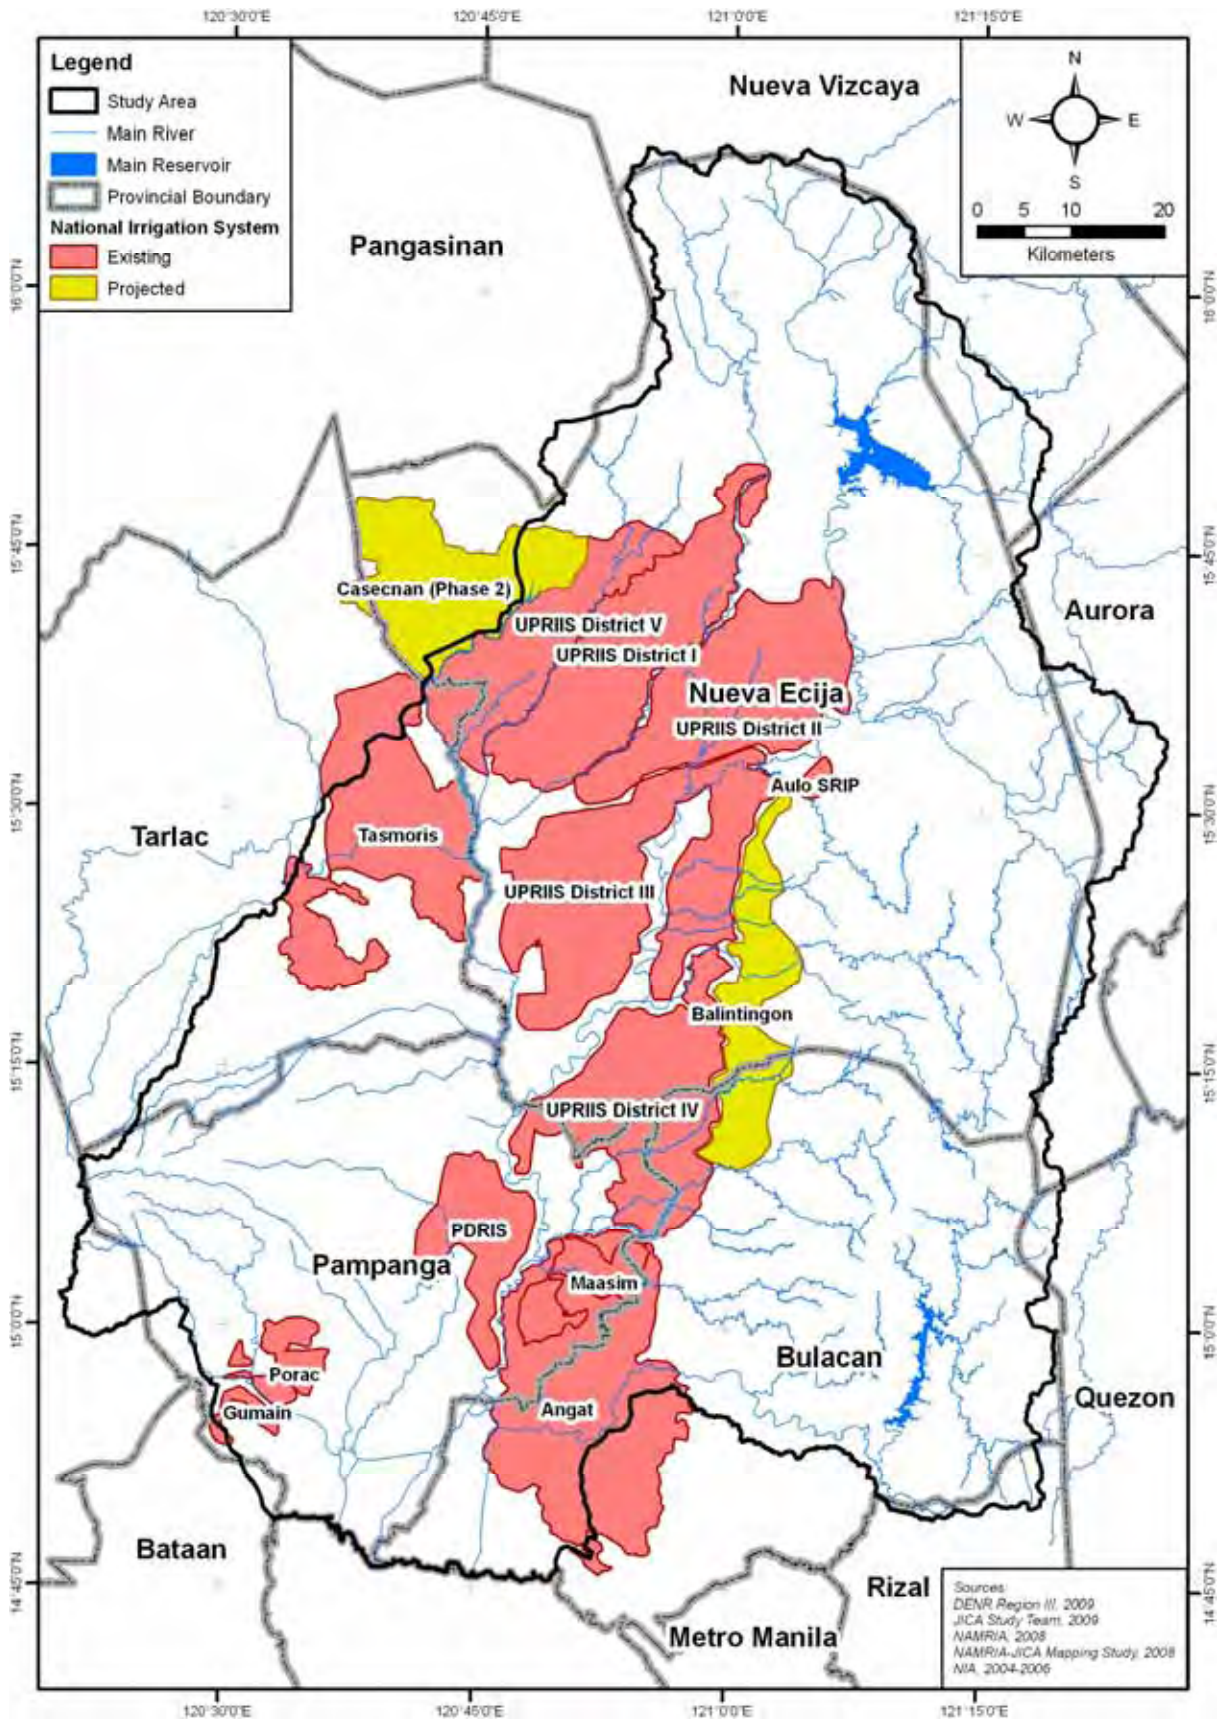 120°30'0"E
120°45'0"E
121°0'0"E
121°15'0"E
Legend
Study Area
Main River
Main Reservoir
Provincial Boundary
National Irrigation System
Existing
Projected
N
W
E
S
0 5 10 20
Kilometers
Nueva Vizcaya
Pangasinan
16°0'0"N
16°0'0"N
15°45'0"N
15°45'0"N
Casecnan (Phase 2)
Aurora
UPRIIS District V
UPRIIS District I
Nueva Ecija
UPRIIS District II
Aulo SRIP
15°30'0"N
15°30'0"N
Tarlac
Tasmoris
UPRIIS District III
Balintingon
15°15'0"N
15°15'0"N
UPRIIS District IV
PDRIS
Pampanga
Maasim
15°0'0"N
15°0'0"N
Bulacan
Porac
Quezon
Gumain
Angat
Bataan
14°45'0"N
14°45'0"N
Rizal
Metro Manila
Sources
DENR Region III, 2009
JICA Study Team, 2009
NAMRIA, 2008
NAMRIA-JICA Mapping Study, 2008
NIA, 2004-2006
120°30'0"E
120°45'0"E
121°0'0"E
121°15'0"E